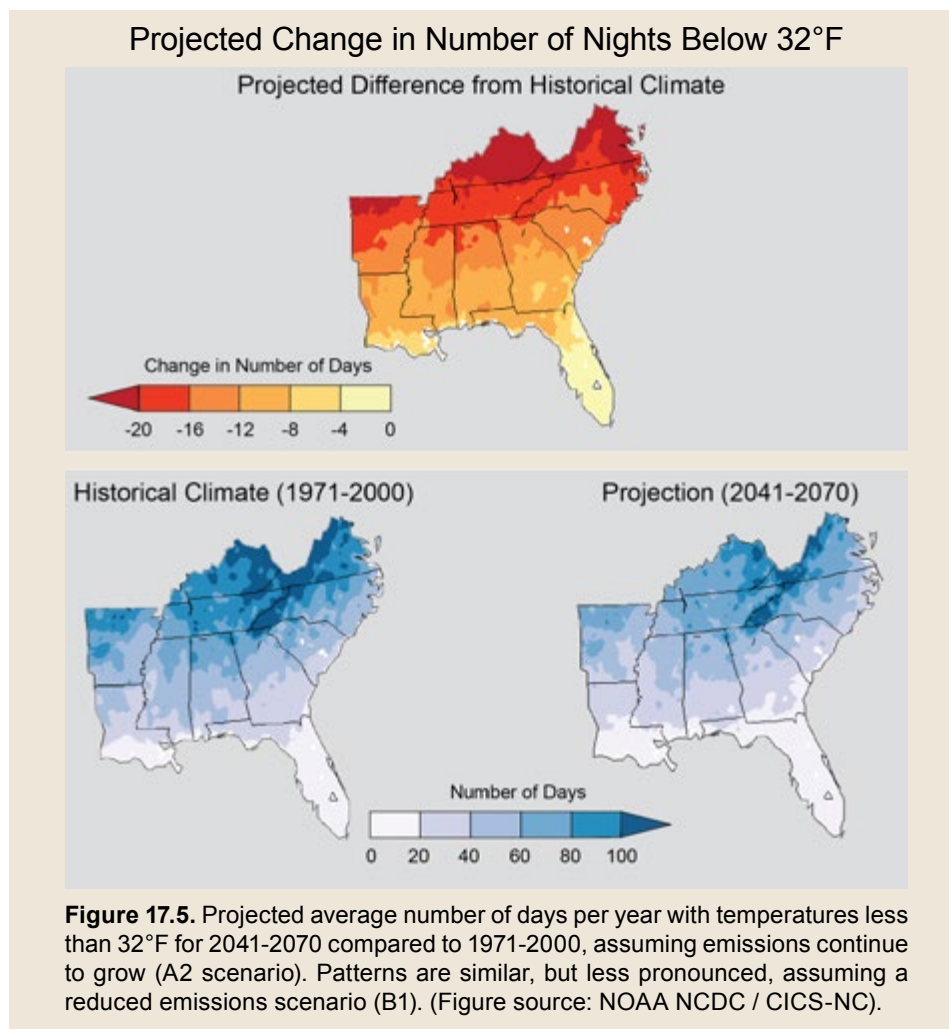 Projected Change in Number of Nights Below 32°F
Projected Difference from Historical Climate
Change in Number of Days
-20 -16 -12 -8 -4 0
Historical Climate (1971-2000)
Projection (2041-2070)
Number of Days
0 20 40 60 80 100
Figure 17.5. Projected average number of days per year with temperatures less
than 32°F for 2041-2070 compared to 1971-2000, assuming emissions continue
to grow (A2 scenario). Patterns are similar, but less pronounced, assuming a
reduced emissions scenario (B1). (Figure source: NOAA NCDC / CICS-NC).